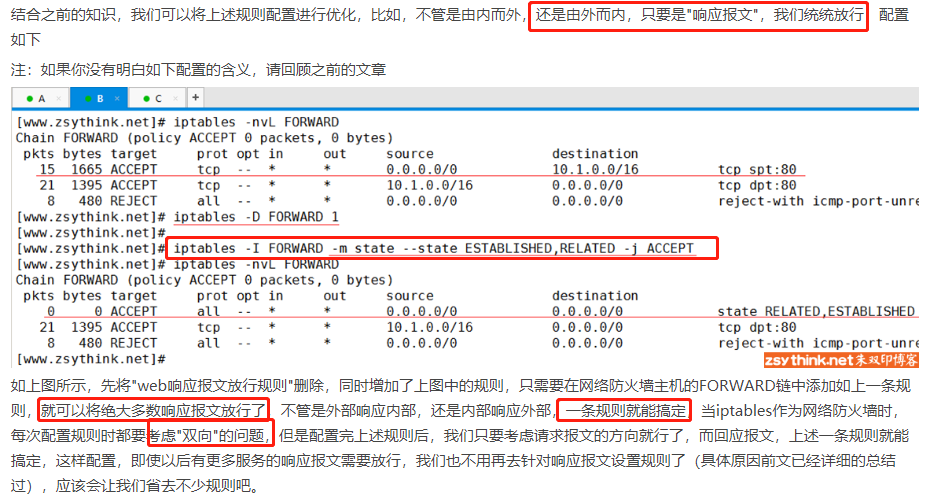 结合之前的知识，我们可以将上述规则配置进行优化，比如，不管是由内而外，还是由外而内，只要是"响应报文"，我们统统放行 配置
如下
注：如果你没有明白如下配置的含义，请回顾之前的文章
A × B × C × +
[www.zsythink.net]# iptables -nvL FORWARD
Chain FORWARD (policy ACCEPT 0 packets, 0 bytes)
pkts bytes target prot opt in out source destination
15 1665 ACCEPT tcp -- * * 0.0.0.0/0 10.1.0.0/16 tcp spt:80
21 1395 ACCEPT tcp -- * * 10.1.0.0/16 0.0.0.0/0 tcp dpt:80
8 480 REJECT all -- * * 0.0.0.0/0 0.0.0.0/0 reject-with icmp-port-unre
[www.zsythink.net]# iptables -D FORWARD 1
[www.zsythink.net]#
[www.zsythink.net]# iptables -I FORWARD -m state --state ESTABLISHED,RELATED -j ACCEPT
[www.zsythink.net]# iptables -nvL FORWARD
Chain FORWARD (policy ACCEPT 0 packets, 0 bytes)
pkts bytes target prot opt in out source destination
0 0 ACCEPT all -- * * 0.0.0.0/0 0.0.0.0/0 state RELATED,ESTABLISHED
21 1395 ACCEPT tcp -- * * 10.1.0.0/16 0.0.0.0/0 tcp dpt:80
8 480 REJECT all -- * * 0.0.0.0/0 0.0.0.0/0 reject-with icmp-port-unre
[www.zsythink.net]#
zsythink.net朱双印博客
如上图所示，先将"web响应报文放行规则"删除，同时增加了上图中的规则，只需要在网络防火墙主机的FORWARD链中添加如上一条规
则，就可以将绝大多数响应报文放行了 不管是外部响应内部，还是内部响应外部，一条规则就能搞定，当iptables作为网络防火墙时，
每次配置规则时都要考虑"双向"的问题，但是配置完上述规则后，我们只要考虑请求报文的方向就行了，而回应报文，上述一条规则就能
搞定，这样配置，即使以后有更多服务的响应报文需要放行，我们也不用再去针对响应报文设置规则了（具体原因前文已经详细的总结
过），应该会让我们省去不少规则吧。